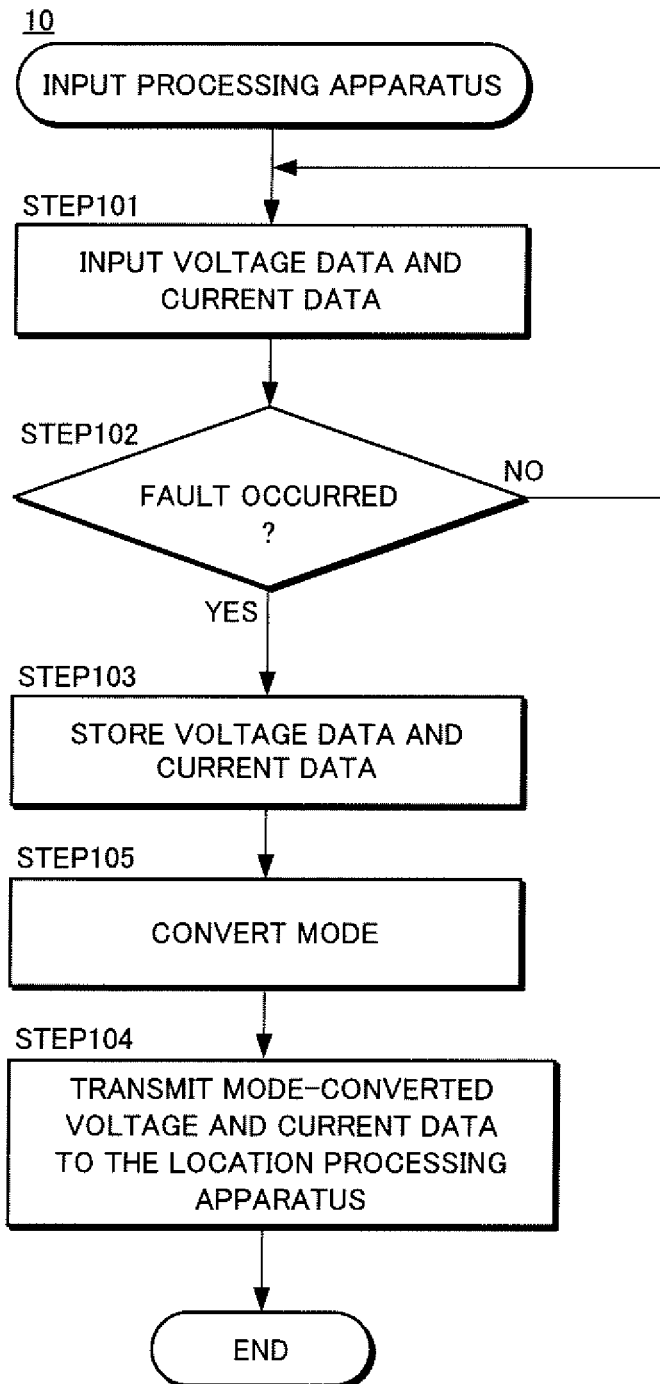 10
INPUT PROCESSING APPARATUS
STEP101
INPUT VOLTAGE DATA AND
CURRENT DATA
STEP102
FAULT OCCURRED
?
NO
YES
STEP103
STORE VOLTAGE DATA AND
CURRENT DATA
STEP105
CONVERT MODE
STEP104
TRANSMIT MODE-CONVERTED
VOLTAGE AND CURRENT DATA
TO THE LOCATION PROCESSING
APPARATUS
END